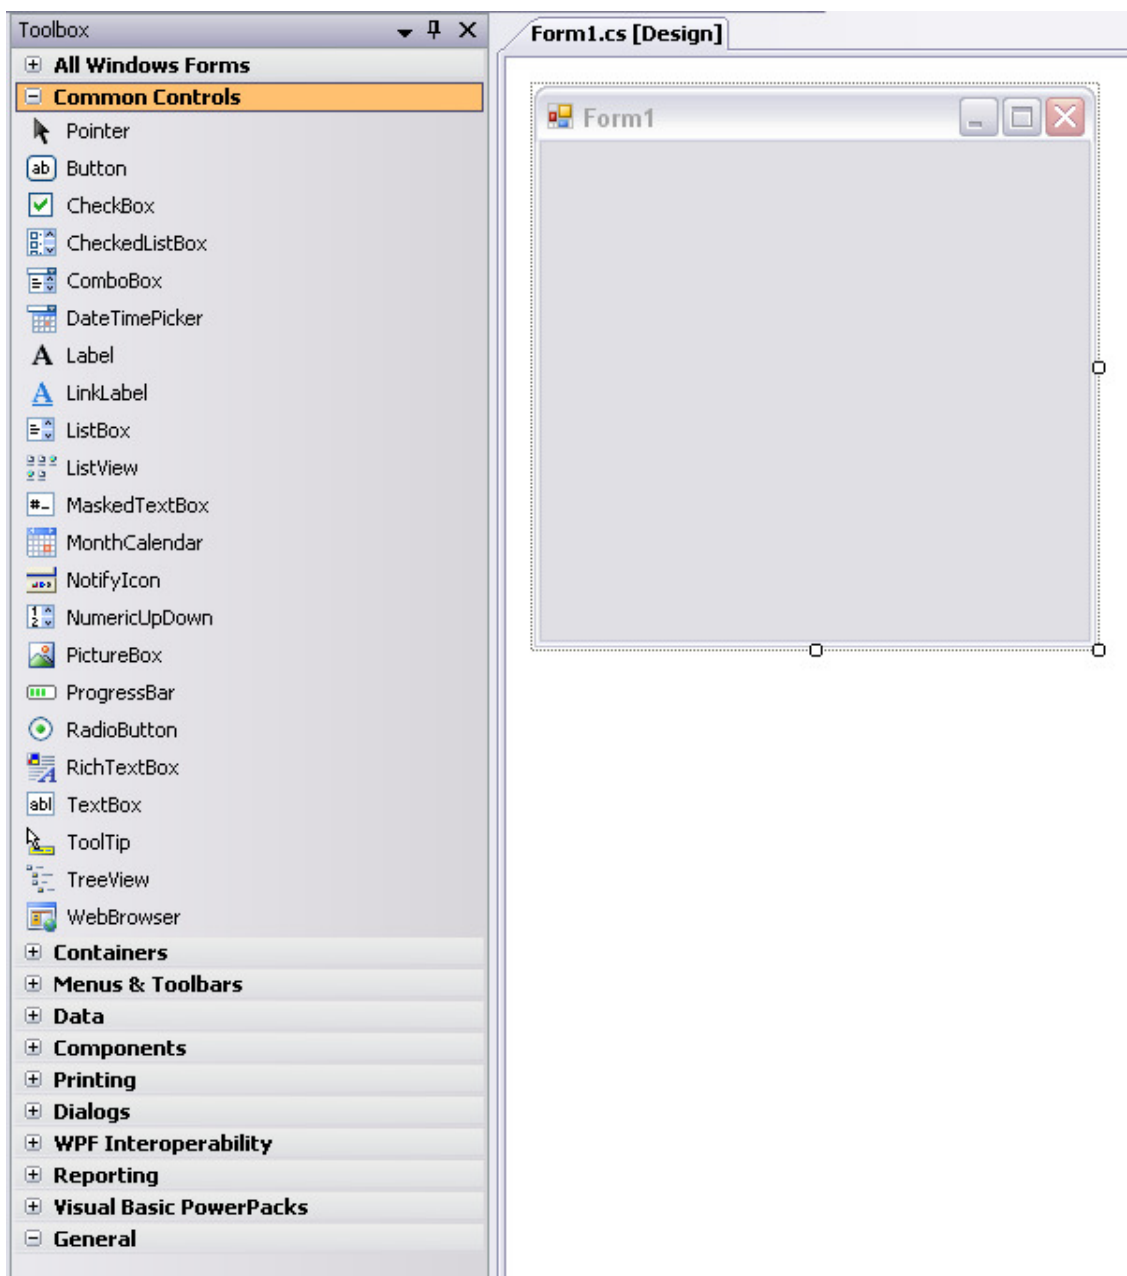 Toolbox
All Windows Forms
Common Controls
Pointer
Button
CheckBox
CheckedListBox
ComboBox
DateTimePicker
Label
LinkLabel
ListBox
ListView
MaskedTextBox
MonthCalendar
NotifyIcon
NumericUpDown
PictureBox
ProgressBar
RadioButton
RichTextBox
TextBox
ToolTip
TreeView
WebBrowser
Containers
Menus & Toolbars
Data
Components
Printing
Dialogs
WPF Interoperability
Reporting
Visual Basic PowerPacks
General
Form1.cs [Design]
Form1